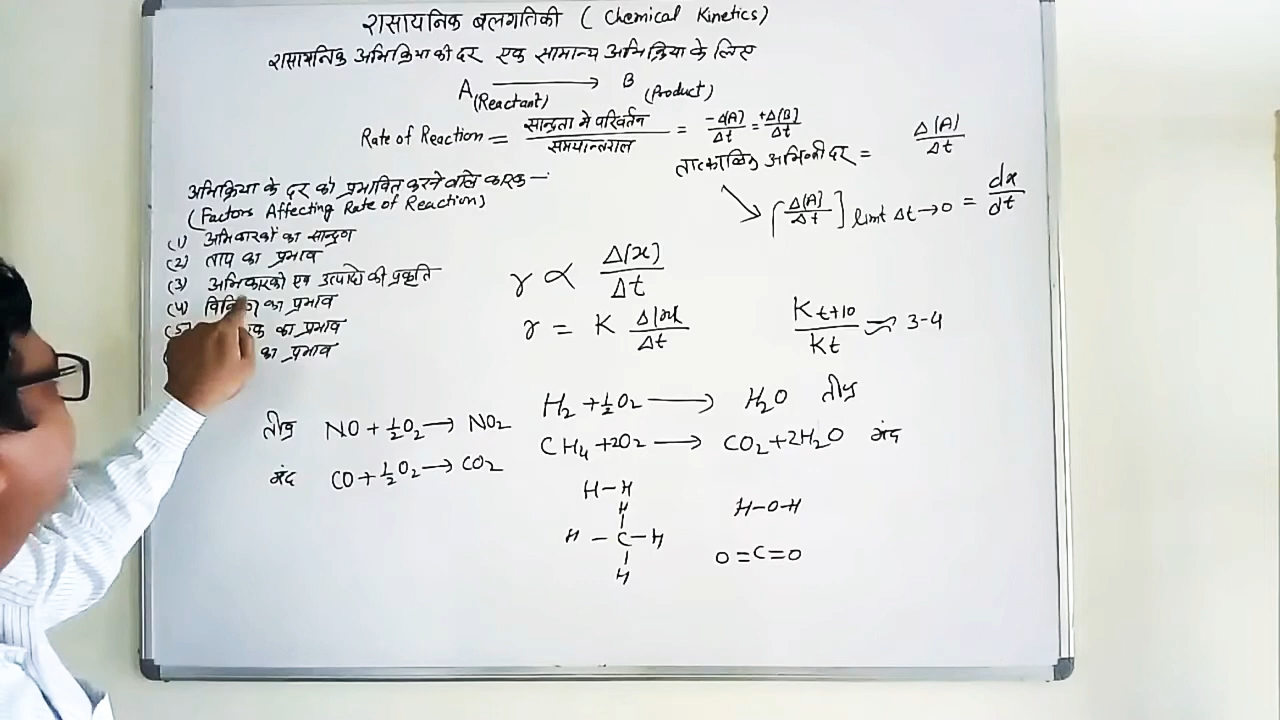 रासायनिक बलगतिकी ( Chemical Kinetics)
रासायनिक अभिक्रिया की दर एक सामान्य अभिक्रिया के लिए
A (Reactant) ⟶ B (Product)
Rate of Reaction = सान्द्रता में परिवर्तन / समयान्तराल = -d[A]/Δt = +Δ[B]/Δt
तात्कालिक अभि० की दर = Δ[A]/Δt
[Δ[A]/Δt] limt Δt→0 = dx/dt
अभिक्रिया के दर को प्रभावित करने वाले कारक—
(Factors Affecting Rate of Reaction)
(1) अभिकारकों का सान्द्रण
(2) ताप का प्रभाव
(3) अभिकारको एवं उत्पादो की प्रकृति
(4) का प्रभाव
(5) का प्रभाव
का प्रभाव
r ∝ Δ[x]/Δt
r = K Δ[x]/Δt
Kt+10/Kt ≈ 3-4
तीव्र NO + ½O2 ⟶ NO2
मंद CO + ½O2 ⟶ CO2
H2 + ½O2 ⟶ H2O तीव्र
CH4 + 2O2 ⟶ CO2 + 2H2O मंद
H-H
H
H - C - H
H
H-O-H
O=C=O